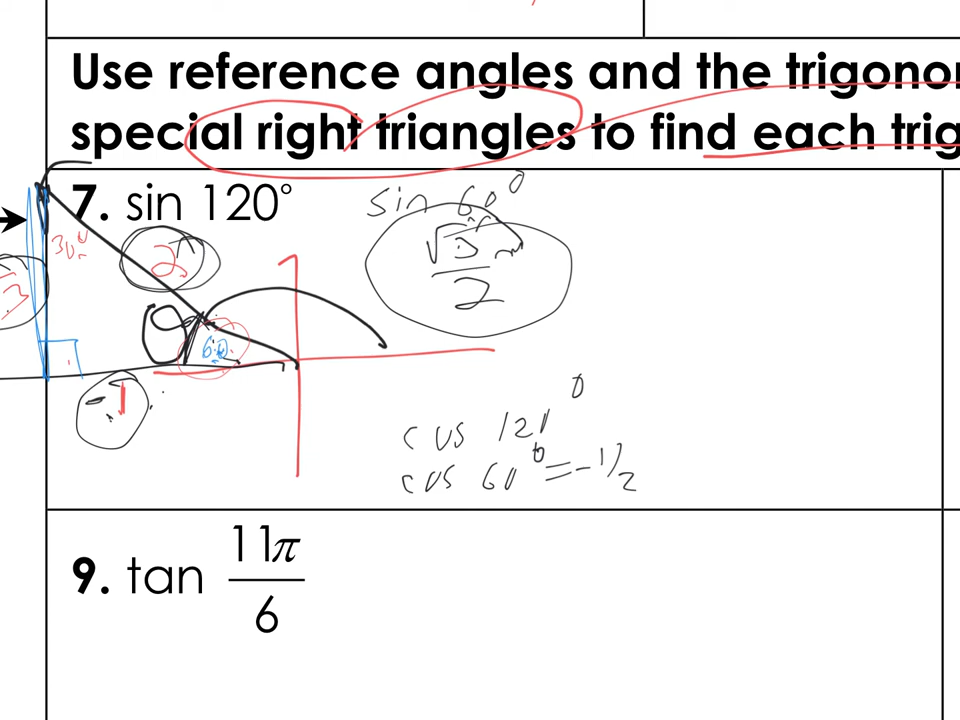 Use reference angles and the
special right triangles to find each trig
7. sin 120°
sin 60°
√3
2
30°
2
60
-1
cos 120°
cos 60° = -1/2
9. tan 11π
6